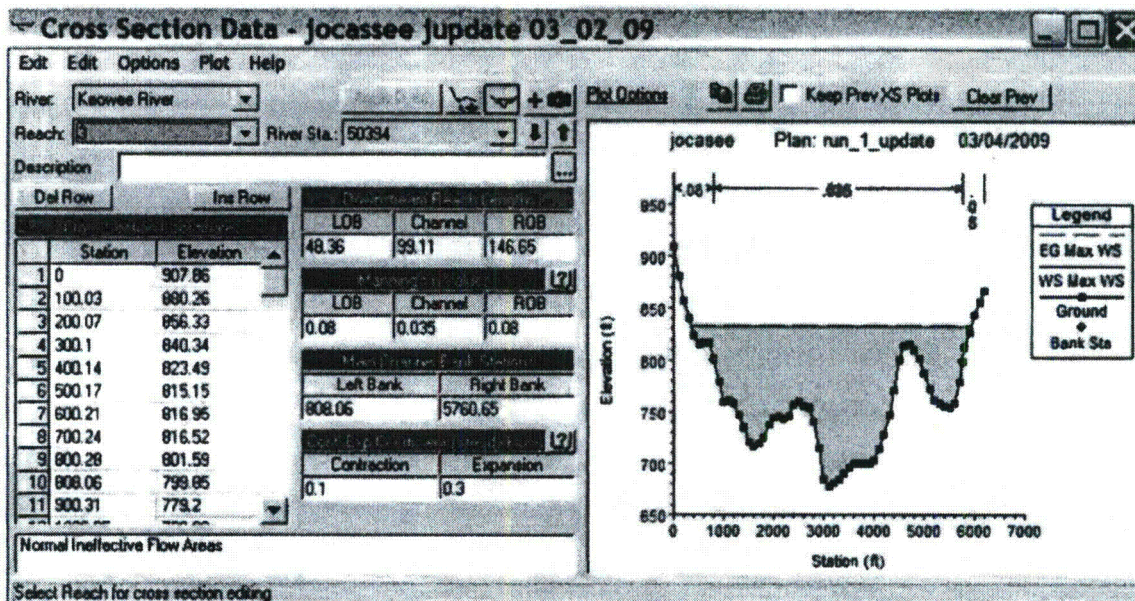 Cross Section Data - jocassee jupdate 03_02_09
Exit Edit Options Plot Help
River: Keowee River
Reach: 3 River Sta.: 50394
Description ...
Del Row Ins Row
Station Elevation
1 0 907.86
2 100.03 880.26
3 200.07 856.33
4 300.1 840.34
5 400.14 823.49
6 500.17 815.15
7 600.21 816.95
8 700.24 816.52
9 800.28 801.59
10 808.06 799.85
11 900.31 779.2
LOB Channel ROB
48.36 99.11 146.65
LOB Channel ROB
0.08 0.035 0.08
Left Bank Right Bank
808.06 5760.65
Contraction Expansion
0.1 0.3
Normal Ineffective Flow Areas
Select Reach for cross section editing
Plot Options Keep Prev XS Plots Clear Prev
jocasee Plan: run_1_update 03/04/2009
.08 .035 .08
Elevation (ft)
950
900
850
800
750
700
650
0 1000 2000 3000 4000 5000 6000 7000
Station (ft)
Legend
EG Max WS
WS Max WS
Ground
Bank Sta